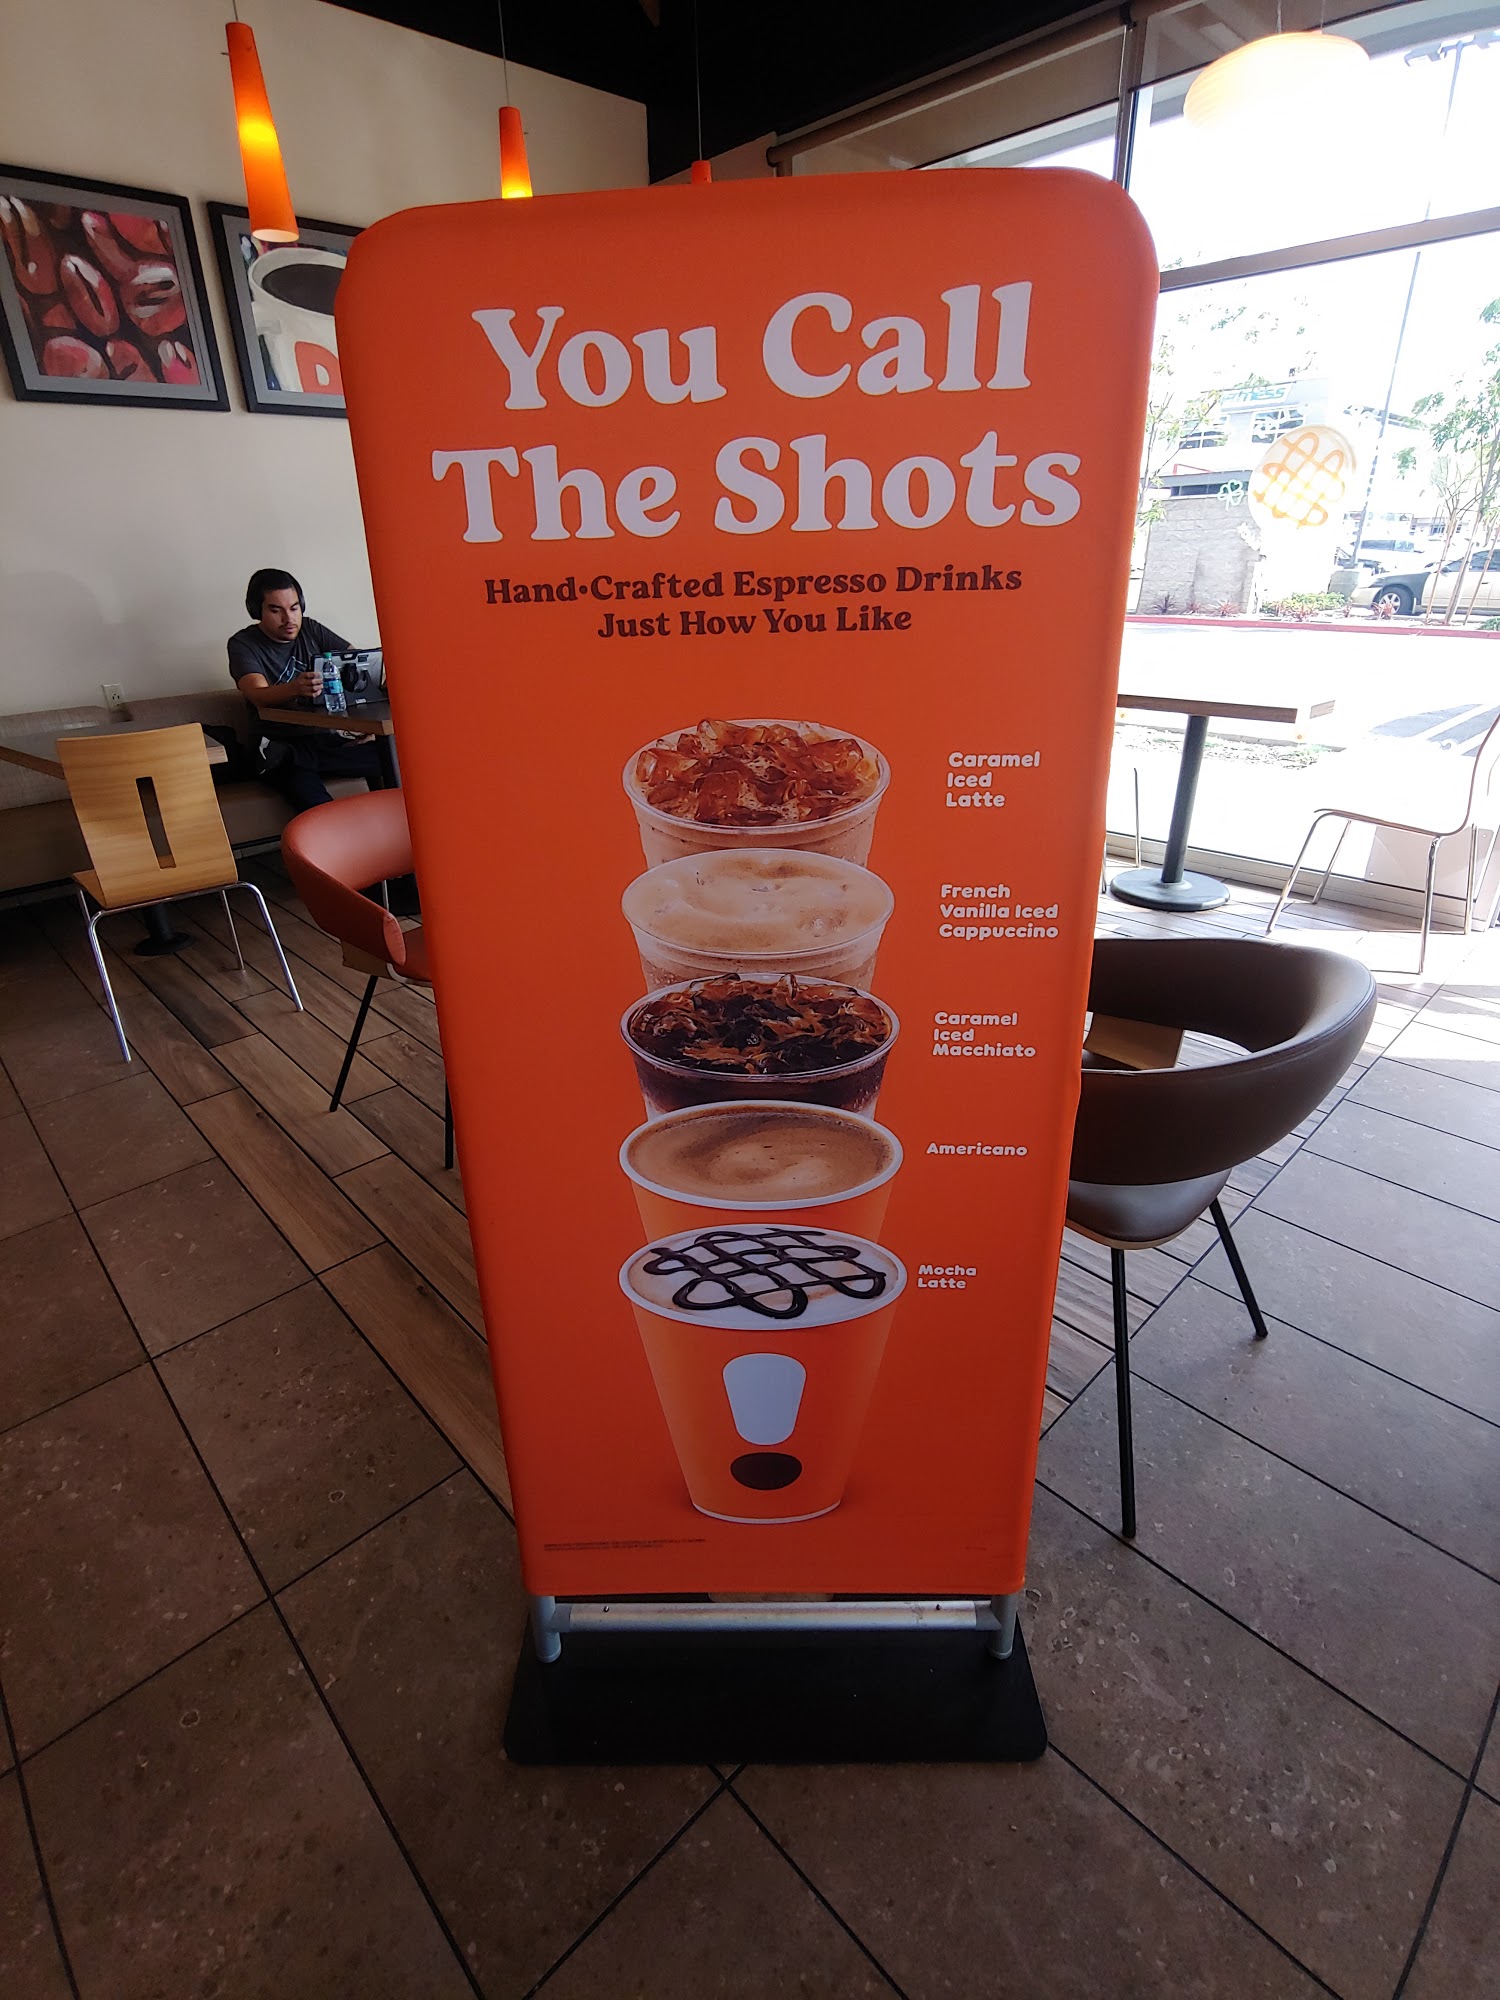 You Call
The Shots
Hand•Crafted Espresso Drinks
Just How You Like
Caramel
Iced
Latte
French
Vanilla Iced
Cappuccino
Caramel
Iced
Macchiato
Americano
Mocha
Latte
D